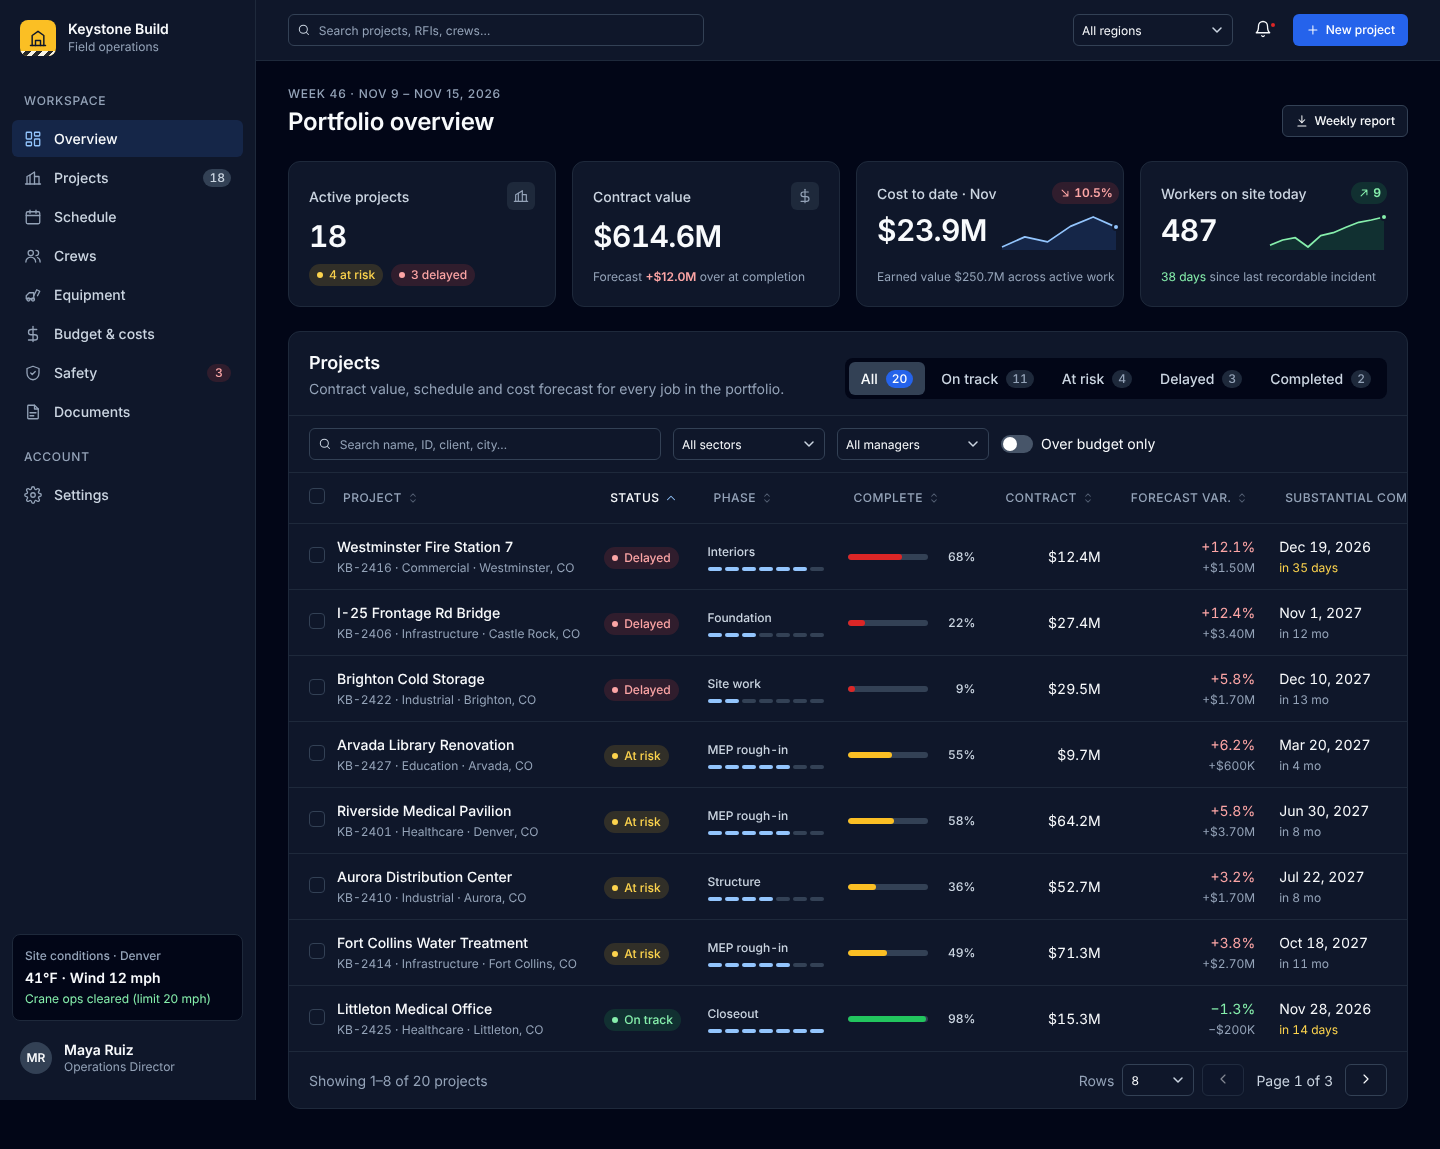 Keystone Build
Field operations
WORKSPACE
Overview
Projects 18
Schedule
Crews
Equipment
Budget & costs
Safety 3
Documents
ACCOUNT
Settings
Site conditions · Denver
41°F · Wind 12 mph
Crane ops cleared (limit 20 mph)
MR
Maya Ruiz
Operations Director
Search projects, RFIs, crews...
All regions
New project
WEEK 46 · NOV 9 – NOV 15, 2026
Portfolio overview
Weekly report
Active projects
18
4 at risk 3 delayed
Contract value
$614.6M
Forecast +$12.0M over at completion
Cost to date · Nov
10.5%
$23.9M
Earned value $250.7M across active work
Workers on site today
9
487
38 days since last recordable incident
Projects
Contract value, schedule and cost forecast for every job in the portfolio.
All 20 On track 11 At risk 4 Delayed 3 Completed 2
Search name, ID, client, city...
All sectors
All managers
Over budget only
PROJECT STATUS PHASE COMPLETE CONTRACT FORECAST VAR. SUBSTANTIAL COM
Westminster Fire Station 7 Delayed Interiors 68% $12.4M +12.1% Dec 19, 2026
KB-2416 · Commercial · Westminster, CO +$1.50M in 35 days
I-25 Frontage Rd Bridge Delayed Foundation 22% $27.4M +12.4% Nov 1, 2027
KB-2406 · Infrastructure · Castle Rock, CO +$3.40M in 12 mo
Brighton Cold Storage Delayed Site work 9% $29.5M +5.8% Dec 10, 2027
KB-2422 · Industrial · Brighton, CO +$1.70M in 13 mo
Arvada Library Renovation At risk MEP rough-in 55% $9.7M +6.2% Mar 20, 2027
KB-2427 · Education · Arvada, CO +$600K in 4 mo
Riverside Medical Pavilion At risk MEP rough-in 58% $64.2M +5.8% Jun 30, 2027
KB-2401 · Healthcare · Denver, CO +$3.70M in 8 mo
Aurora Distribution Center At risk Structure 36% $52.7M +3.2% Jul 22, 2027
KB-2410 · Industrial · Aurora, CO +$1.70M in 8 mo
Fort Collins Water Treatment At risk MEP rough-in 49% $71.3M +3.8% Oct 18, 2027
KB-2414 · Infrastructure · Fort Collins, CO +$2.70M in 11 mo
Littleton Medical Office On track Closeout 98% $15.3M −1.3% Nov 28, 2026
KB-2425 · Healthcare · Littleton, CO −$200K in 14 days
Showing 1–8 of 20 projects
Rows 8 Page 1 of 3